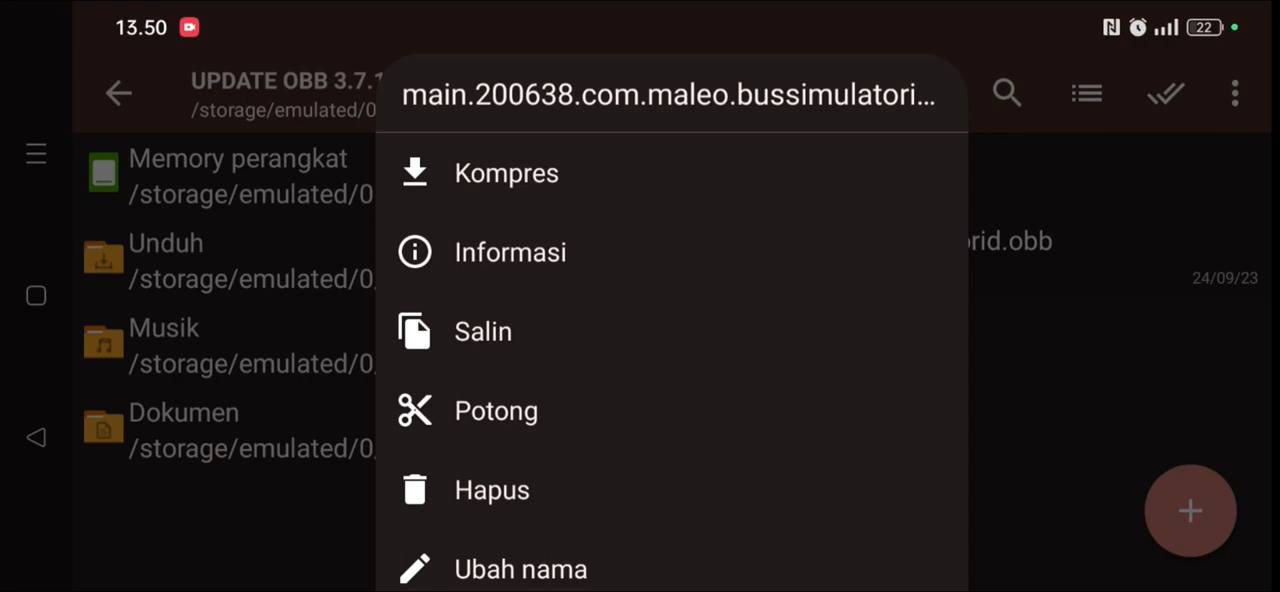 13.50
22
UPDATE OBB 3.7.1
/storage/emulated/0
main.200638.com.maleo.bussimulatori...
Memory perangkat
/storage/emulated/0
Kompres
Unduh
/storage/emulated/0
Informasi
rid.obb
24/09/23
Musik
/storage/emulated/0
Salin
Dokumen
/storage/emulated/0
Potong
Hapus
Ubah nama